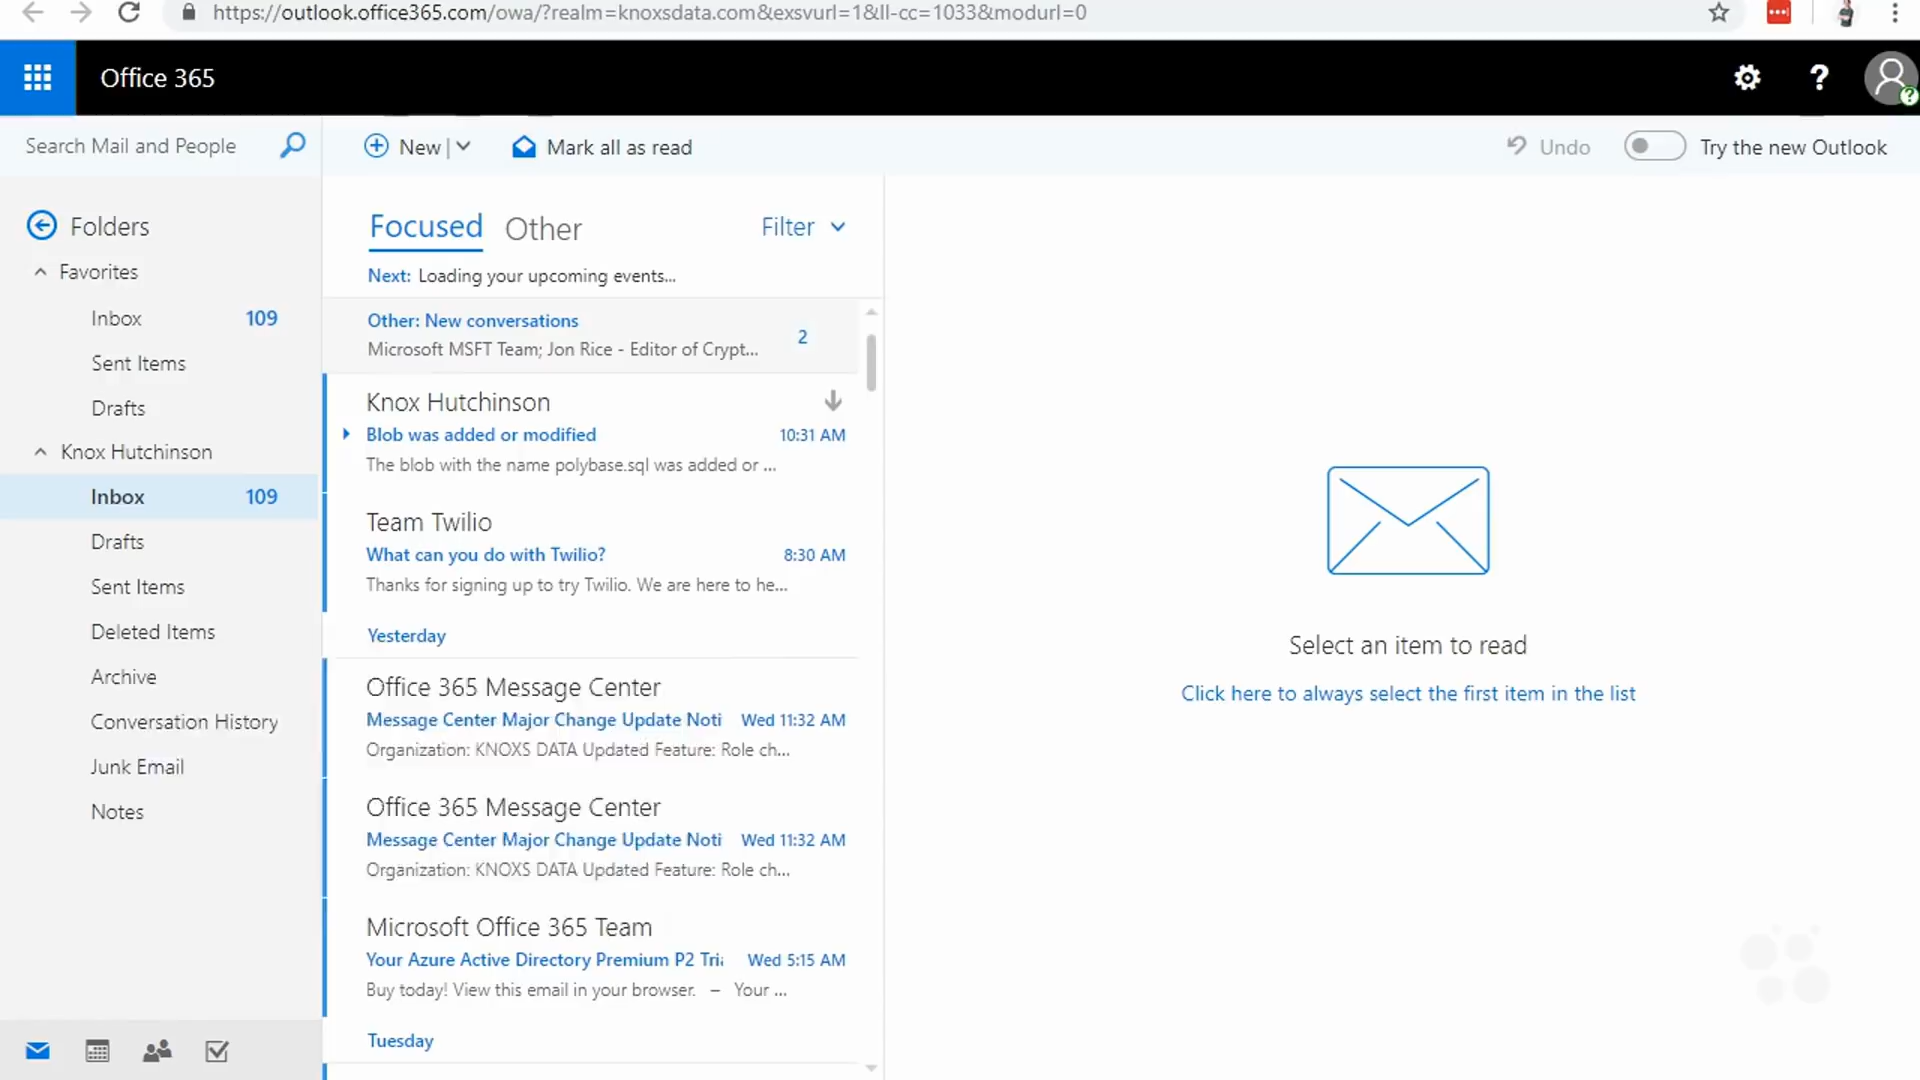 https://outlook.office365.com/owa/?realm=knoxsdata.com&exsvurl=1&ll-cc=1033&modurl=0
Office 365
Search Mail and People
New
Mark all as read
Undo
Try the new Outlook
Folders
Favorites
Inbox 109
Sent Items
Drafts
Knox Hutchinson
Inbox 109
Drafts
Sent Items
Deleted Items
Archive
Conversation History
Junk Email
Notes
Focused Other Filter
Next: Loading your upcoming events...
Other: New conversations
Microsoft MSFT Team; Jon Rice - Editor of Crypt... 2
Knox Hutchinson
Blob was added or modified 10:31 AM
The blob with the name polybase.sql was added or ...
Team Twilio
What can you do with Twilio? 8:30 AM
Thanks for signing up to try Twilio. We are here to he...
Yesterday
Office 365 Message Center
Message Center Major Change Update Noti Wed 11:32 AM
Organization: KNOXS DATA Updated Feature: Role ch...
Office 365 Message Center
Message Center Major Change Update Noti Wed 11:32 AM
Organization: KNOXS DATA Updated Feature: Role ch...
Microsoft Office 365 Team
Your Azure Active Directory Premium P2 Tria Wed 5:15 AM
Buy today! View this email in your browser. – Your ...
Tuesday
Select an item to read
Click here to always select the first item in the list